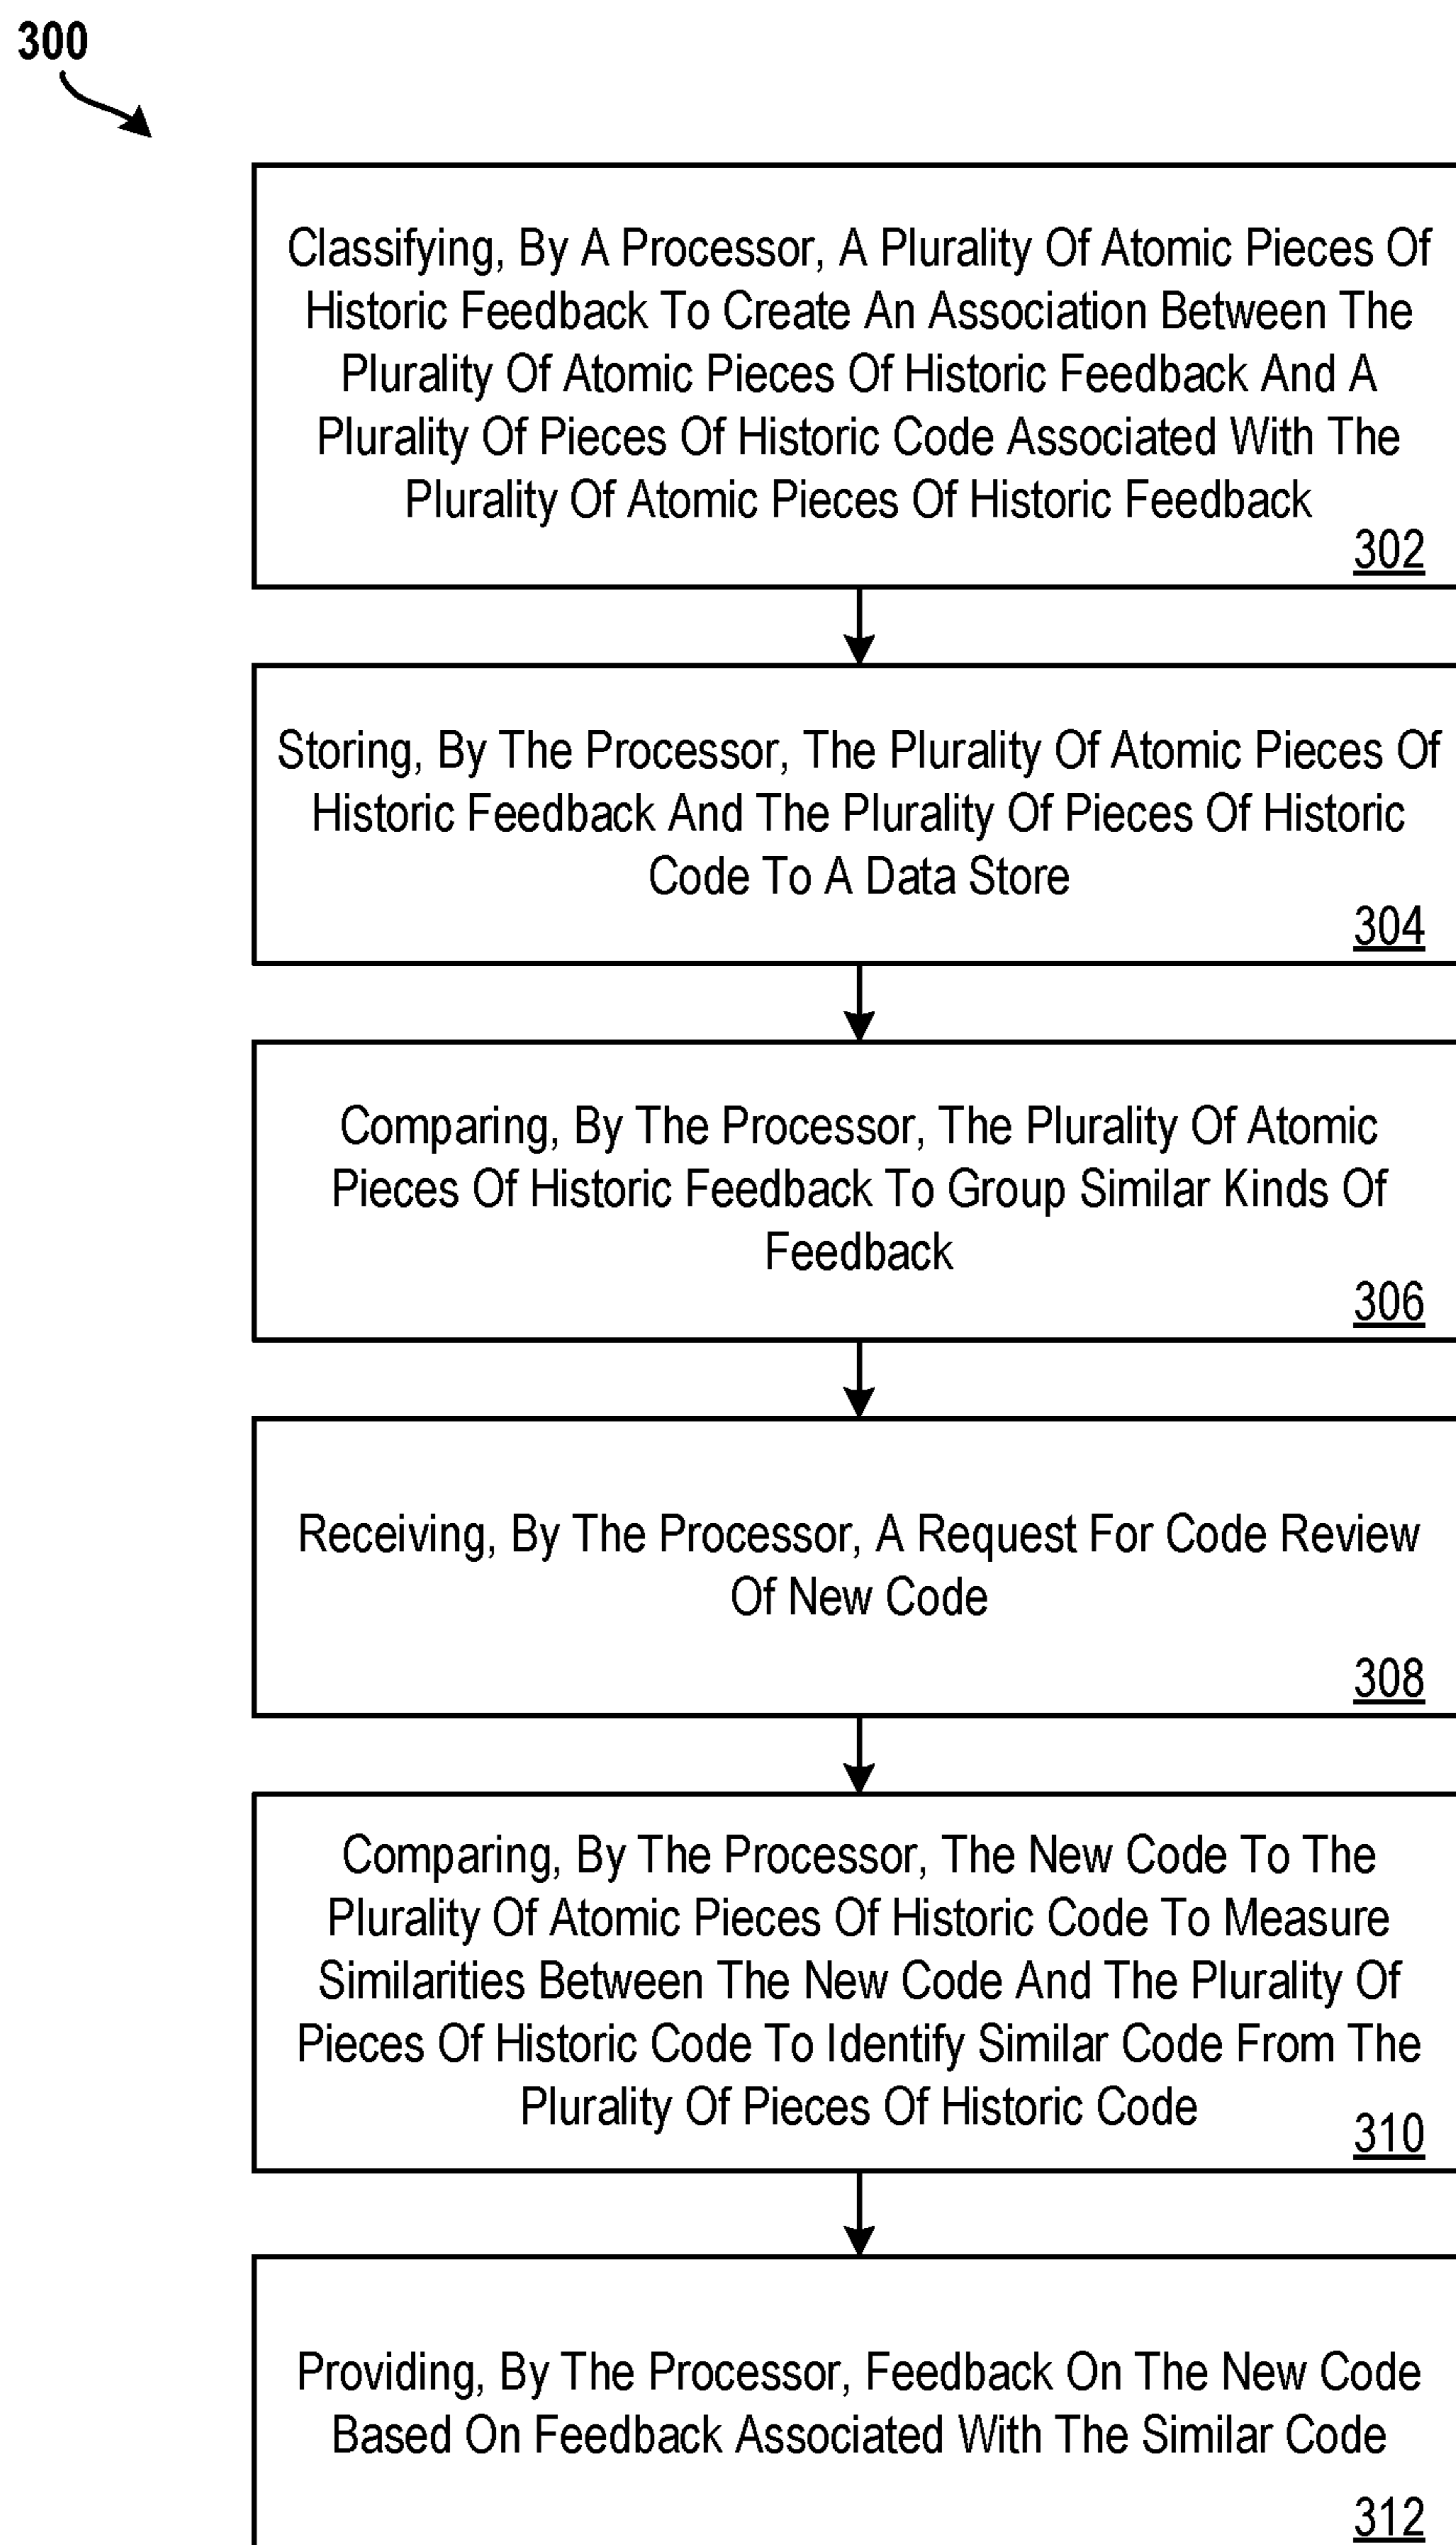 300
Classifying, By A Processor, A Plurality Of Atomic Pieces Of
Historic Feedback To Create An Association Between The
Plurality Of Atomic Pieces Of Historic Feedback And A
Plurality Of Pieces Of Historic Code Associated With The
Plurality Of Atomic Pieces Of Historic Feedback
302
Storing, By The Processor, The Plurality Of Atomic Pieces Of
Historic Feedback And The Plurality Of Pieces Of Historic
Code To A Data Store
304
Comparing, By The Processor, The Plurality Of Atomic
Pieces Of Historic Feedback To Group Similar Kinds Of
Feedback
306
Receiving, By The Processor, A Request For Code Review
Of New Code
308
Comparing, By The Processor, The New Code To The
Plurality Of Atomic Pieces Of Historic Code To Measure
Similarities Between The New Code And The Plurality Of
Pieces Of Historic Code To Identify Similar Code From The
Plurality Of Pieces Of Historic Code
310
Providing, By The Processor, Feedback On The New Code
Based On Feedback Associated With The Similar Code
312